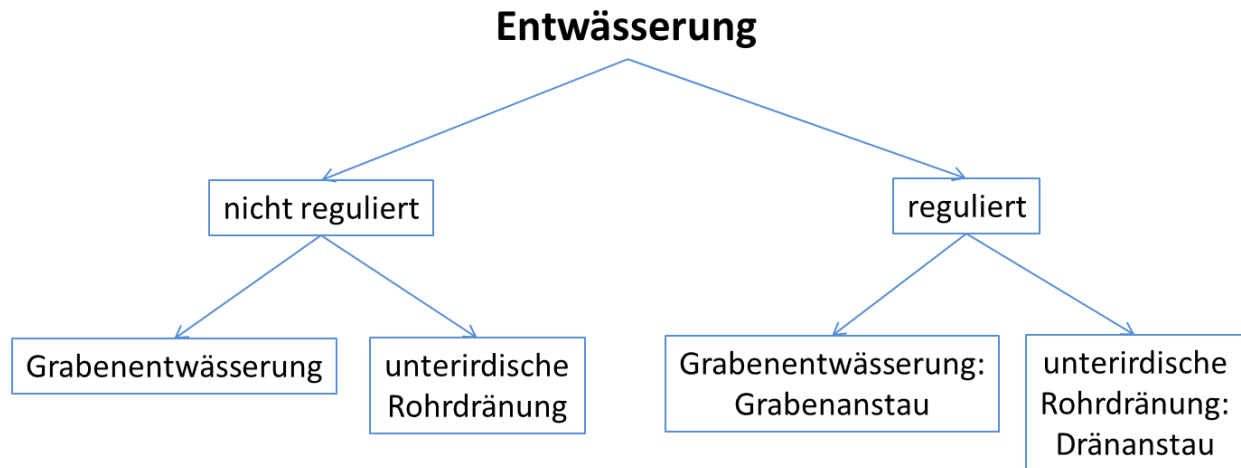 Entwässerung
nicht reguliert
reguliert
Grabenentwässerung
unterirdische
Rohrdränung
Grabenentwässerung:
Grabenanstau
unterirdische
Rohrdränung:
Dränanstau